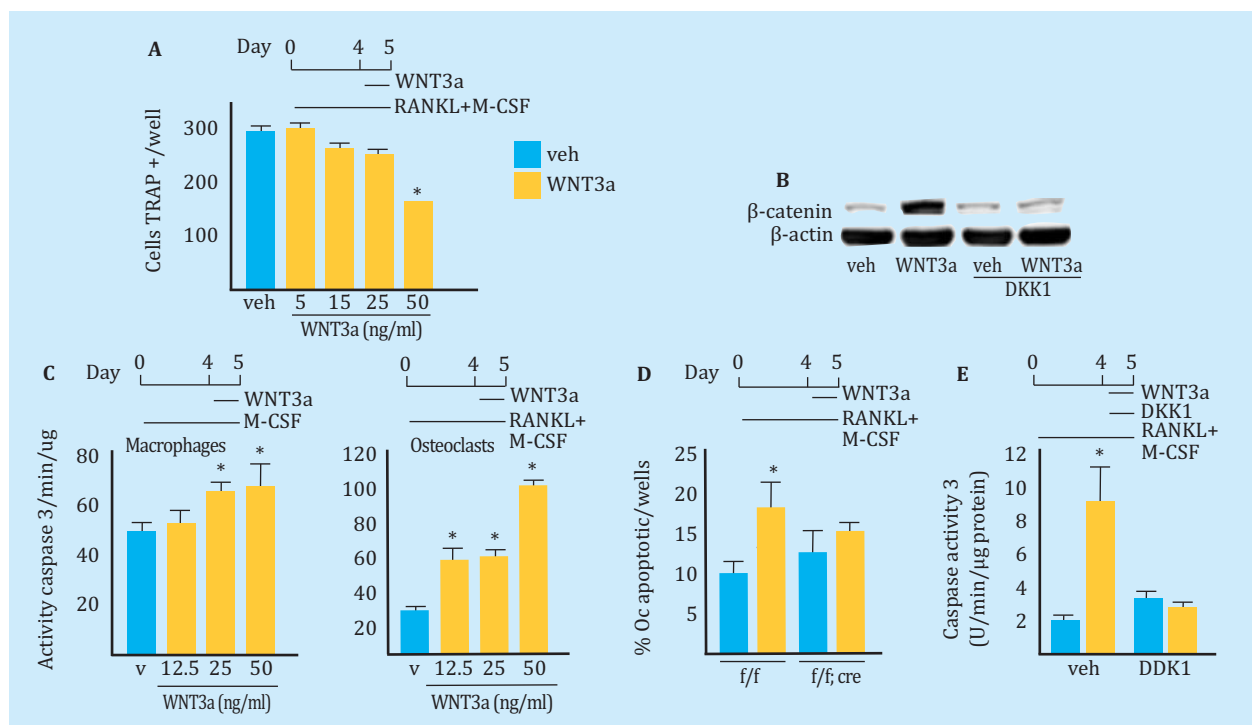 A
Day 0 4 5
WNT3a
RANKL+M-CSF
Cells TRAP +/well
300
200
100
veh 5 15 25 50
WNT3a (ng/ml)
*
veh
WNT3a
B
β-catenin
β-actin
veh WNT3a veh WNT3a
DKK1
C
Day 0 4 5
WNT3a
M-CSF
Macrophages
Activity caspase 3/min/ug
80
60
40
20
* *
v 12.5 25 50
WNT3a (ng/ml)
0 4 5
WNT3a
RANKL+
M-CSF
Osteoclasts
120
100
80
60
40
20
* * *
v 12.5 25 50
WNT3a (ng/ml)
D
Day 0 4 5
WNT3a
RANKL+
M-CSF
% Oc apoptotic/wells
25
20
15
10
5
*
f/f f/f; cre
E
0 4 5
WNT3a
DKK1
RANKL+
M-CSF
Caspase activity 3
(U/min/μg protein)
12
10
8
6
4
2
*
veh DDK1